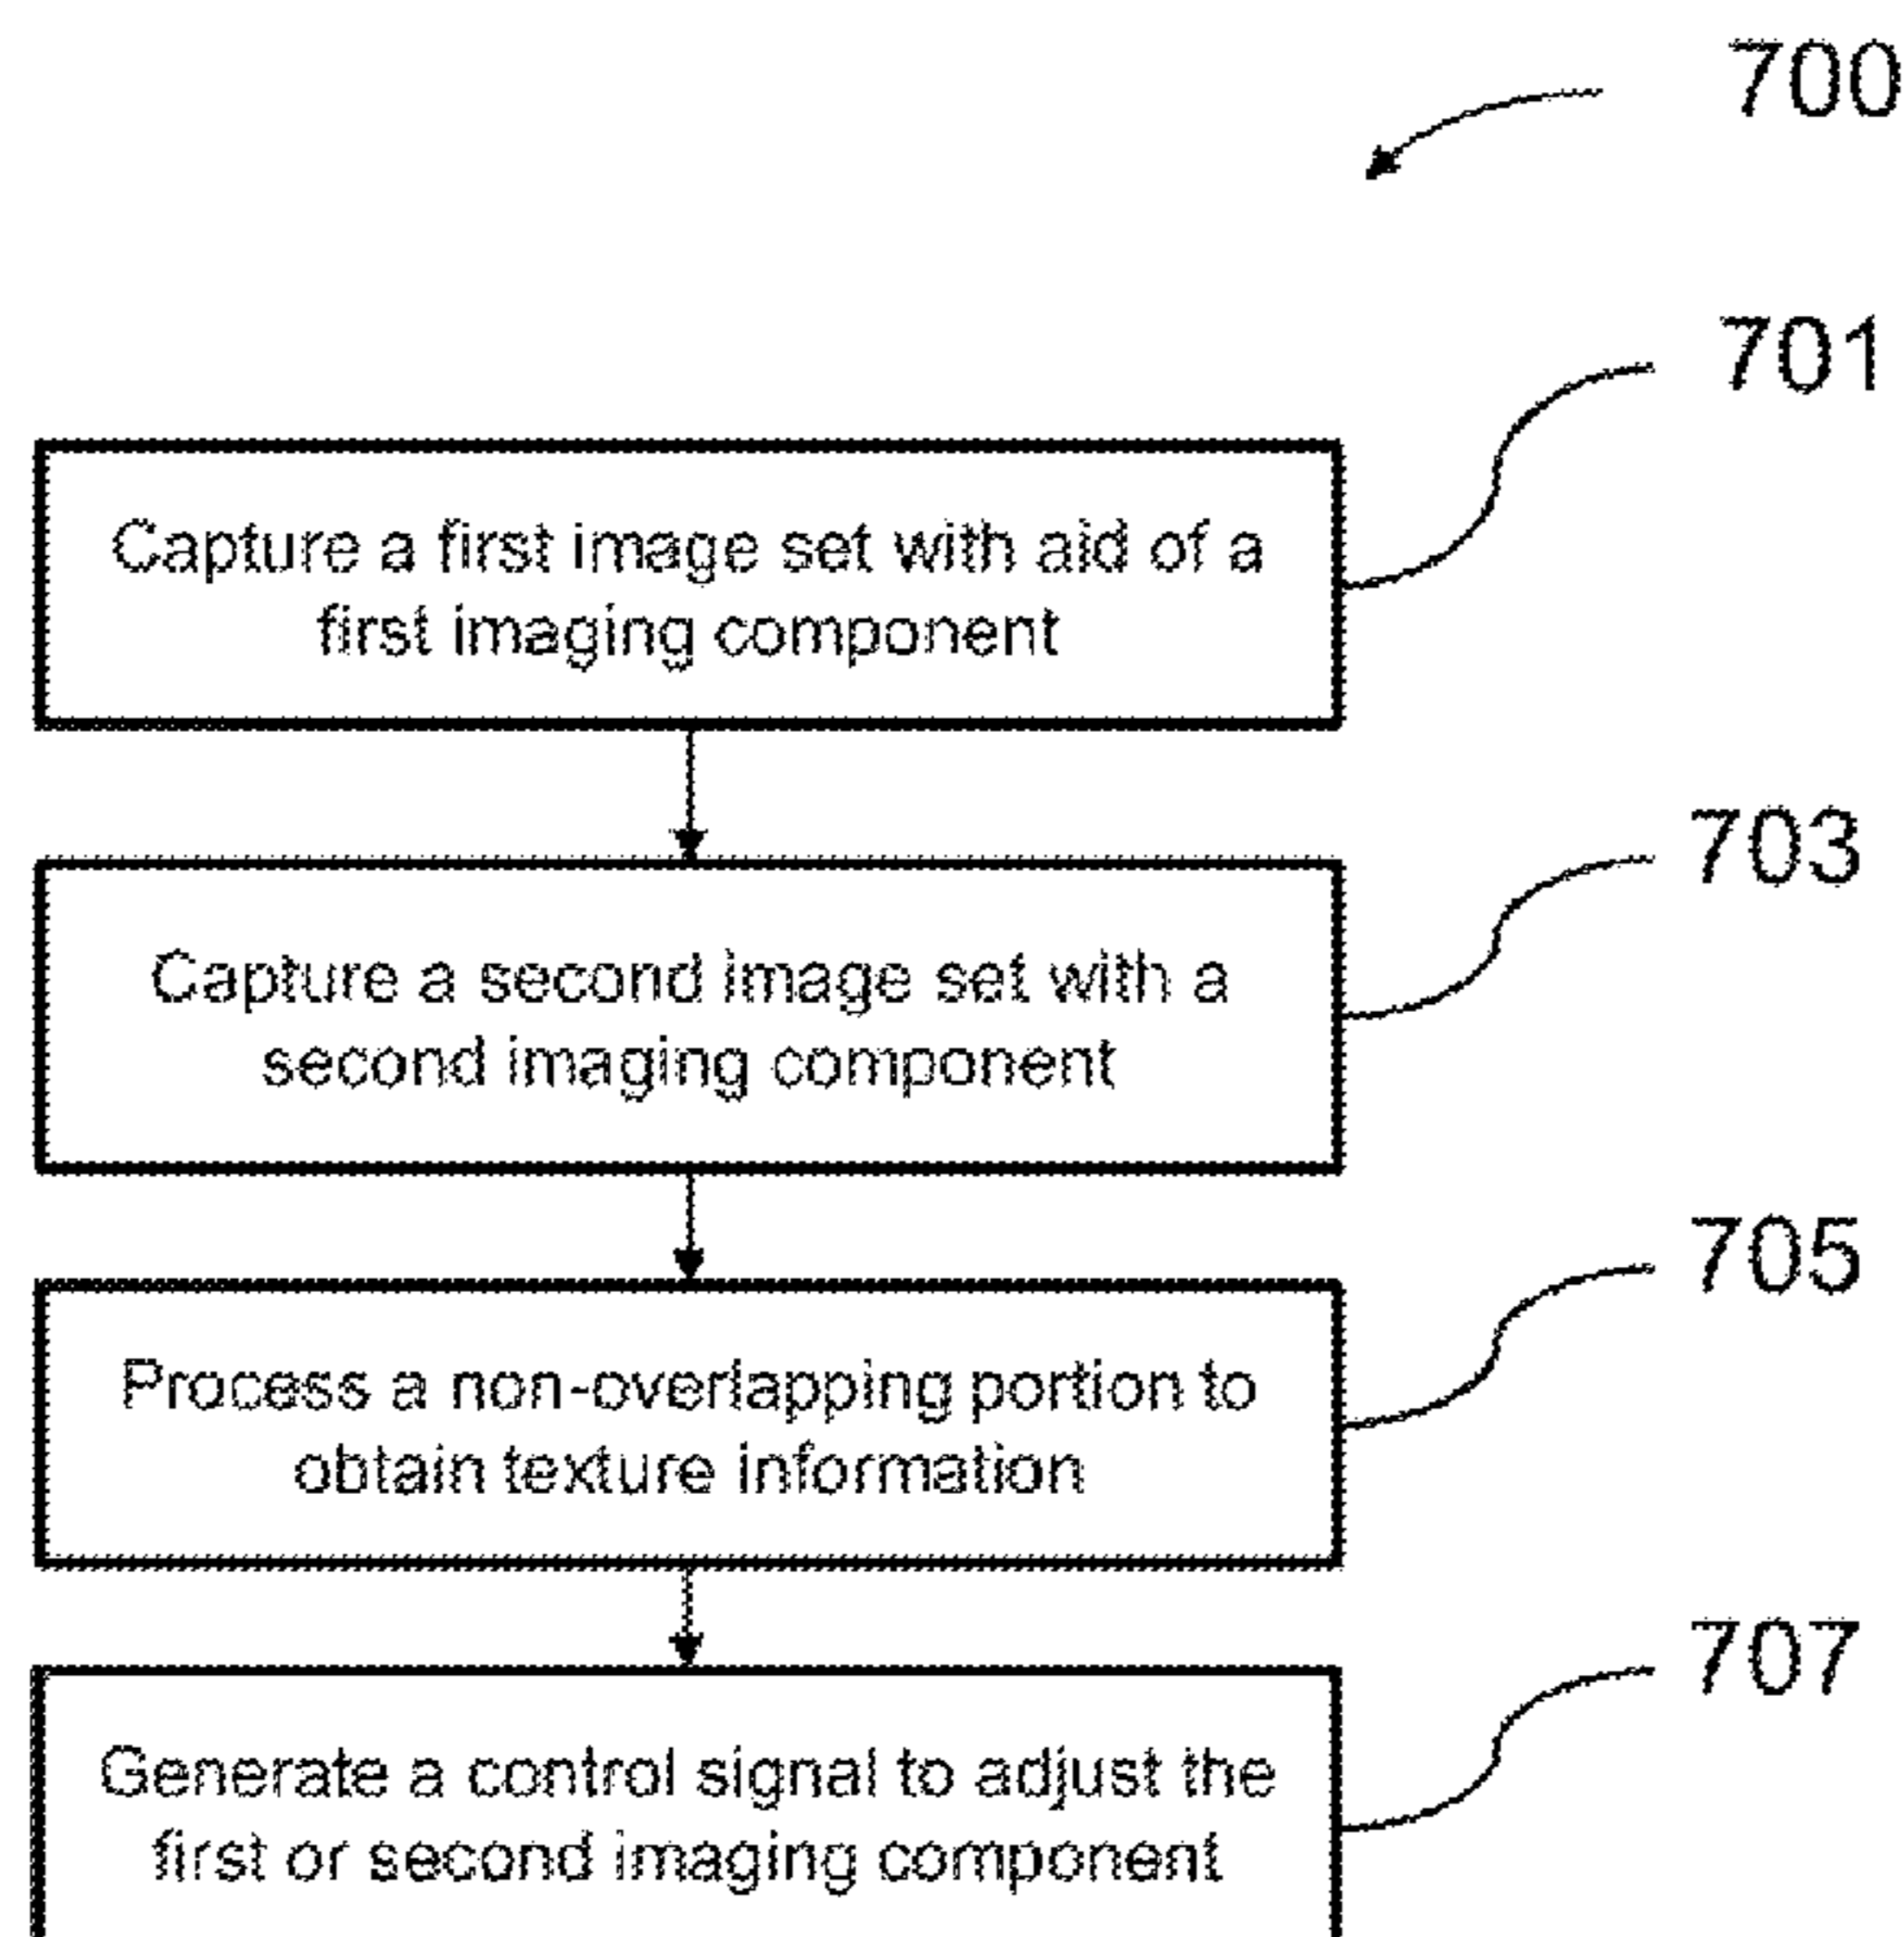 700
701
Capture a first image set with aid of a
first imaging component
703
Capture a second image set with a
second imaging component
705
Process a non-overlapping portion to
obtain texture information
707
Generate a control signal to adjust the
first or second imaging component